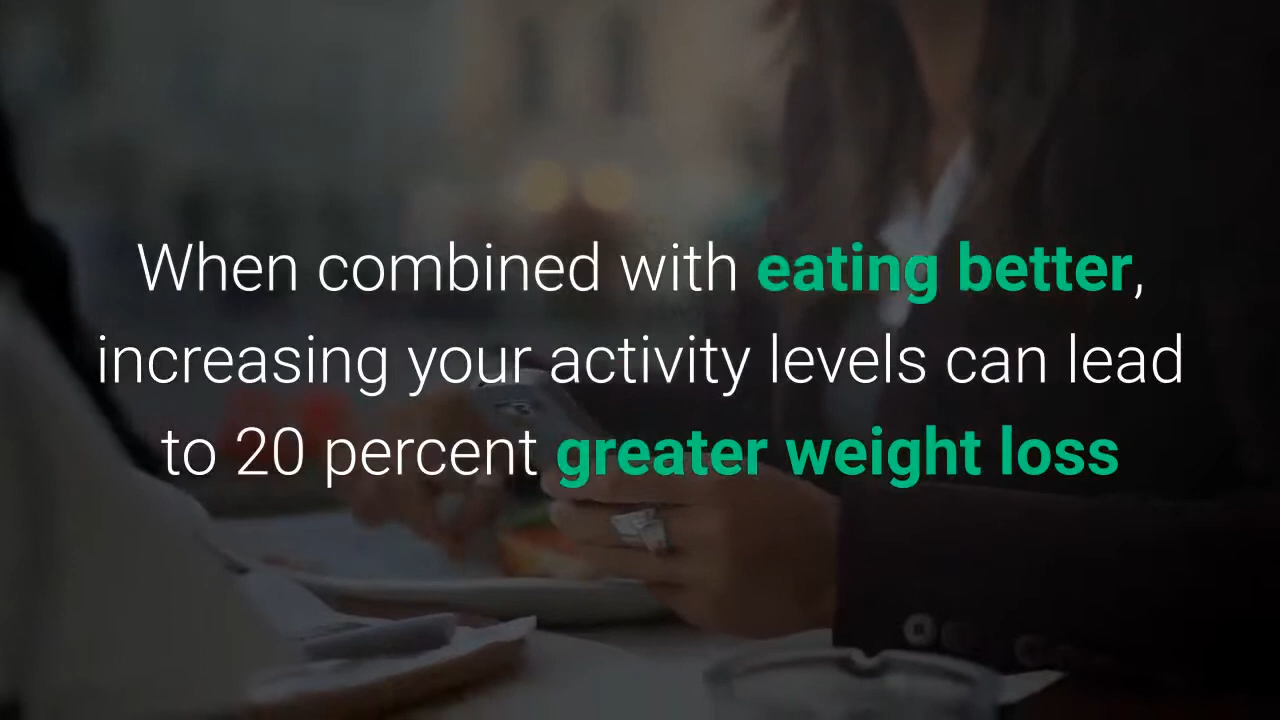 When combined with eating better,
increasing your activity levels can lead
to 20 percent greater weight loss